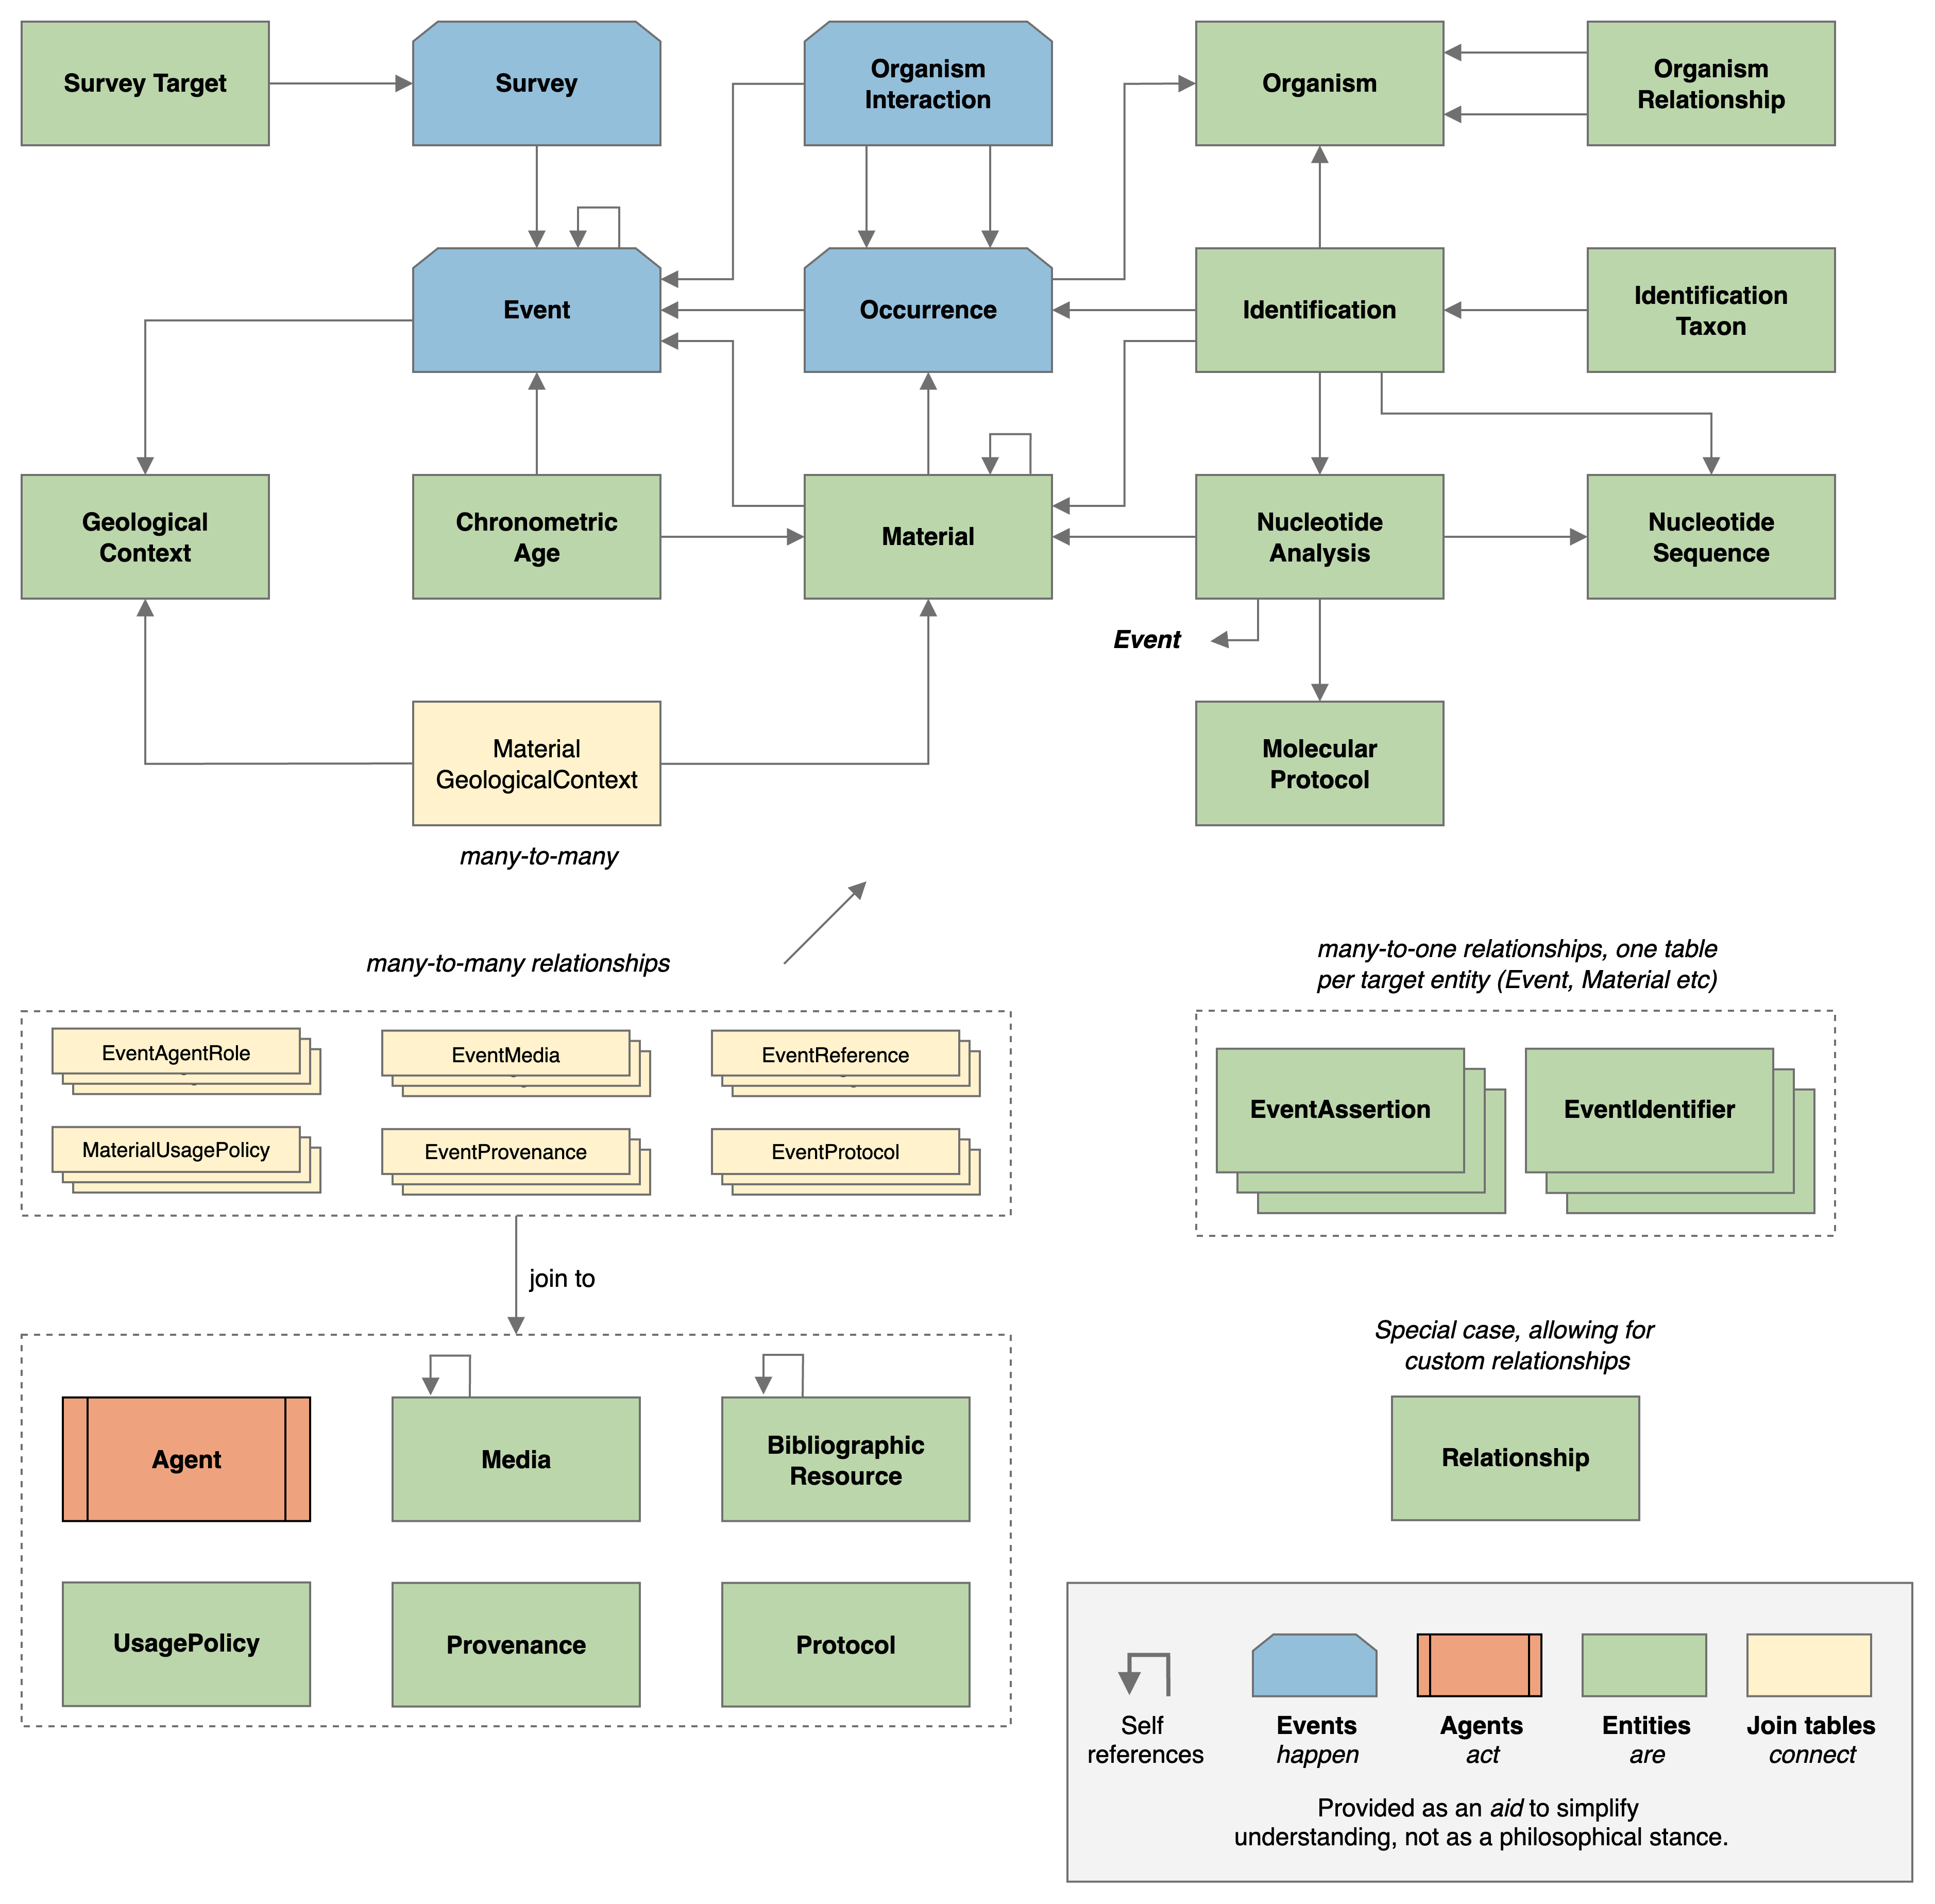 Survey Target
Survey
Organism
Interaction
Organism
Organism
Relationship
Event
Occurrence
Identification
Identification
Taxon
Geological
Context
Chronometric
Age
Material
Nucleotide
Analysis
Nucleotide
Sequence
Event
Material
GeologicalContext
Molecular
Protocol
many-to-many
many-to-many relationships
many-to-one relationships, one table
per target entity (Event, Material etc)
EventAgentRole
EventMedia
EventReference
MaterialUsagePolicy
EventProvenance
EventProtocol
EventAssertion
EventIdentifier
join to
Special case, allowing for
custom relationships
Agent
Media
Bibliographic
Resource
Relationship
UsagePolicy
Provenance
Protocol
Self
references
Events
happen
Agents
act
Entities
are
Join tables
connect
Provided as an aid to simplify
understanding, not as a philosophical stance.